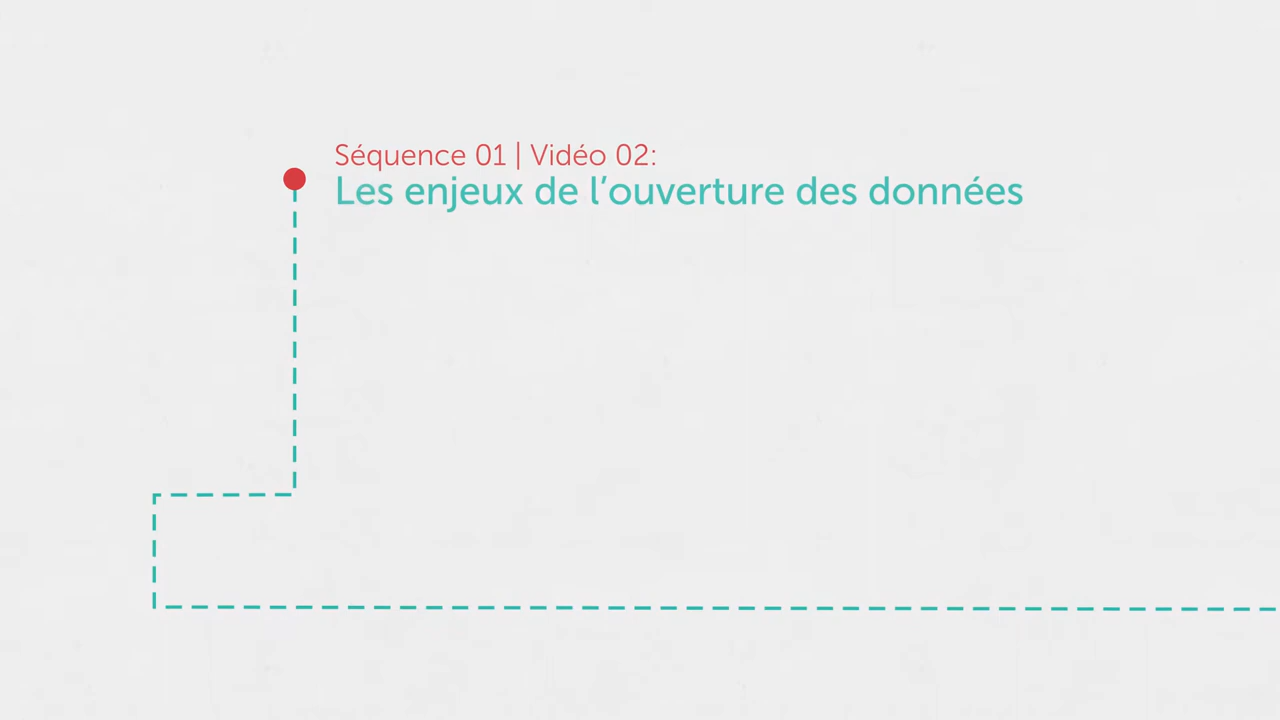 Séquence 01 | Vidéo 02:
Les enjeux de l’ouverture des données